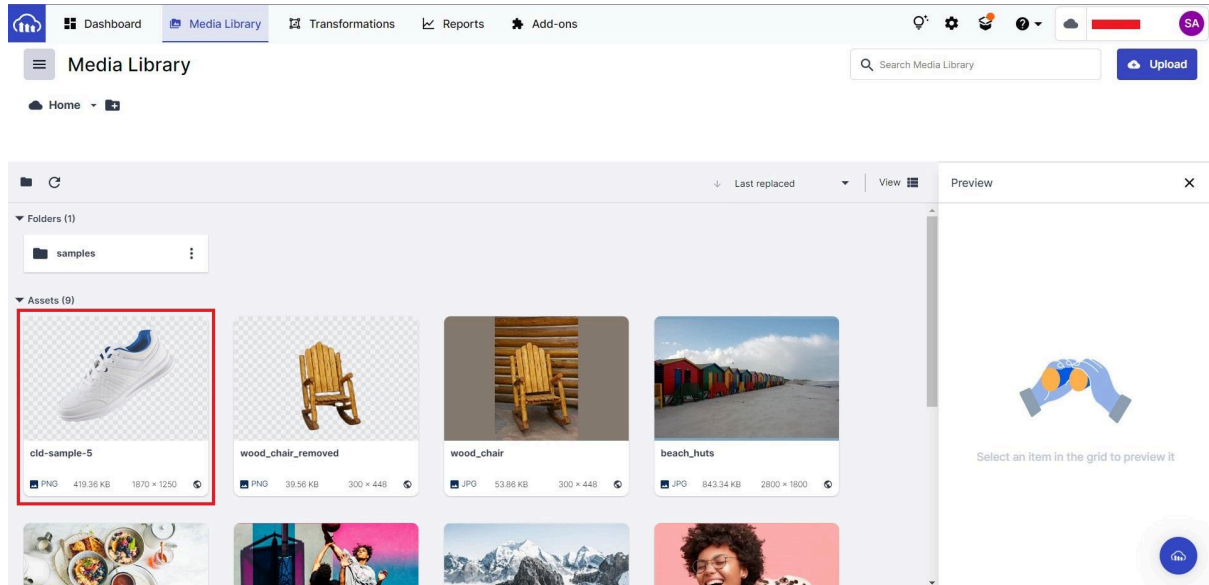 Dashboard Media Library Transformations Reports Add-ons SA
Media Library
Search Media Library
Upload
Home
Last replaced View Preview
Folders (1)
samples
Assets (9)
cld-sample-5 wood_chair_removed wood_chair beach_huts
PNG 419.36 KB 1870 × 1250 PNG 39.56 KB 300 × 448 JPG 53.86 KB 300 × 448 JPG 843.34 KB 2800 × 1800
Select an item in the grid to preview it